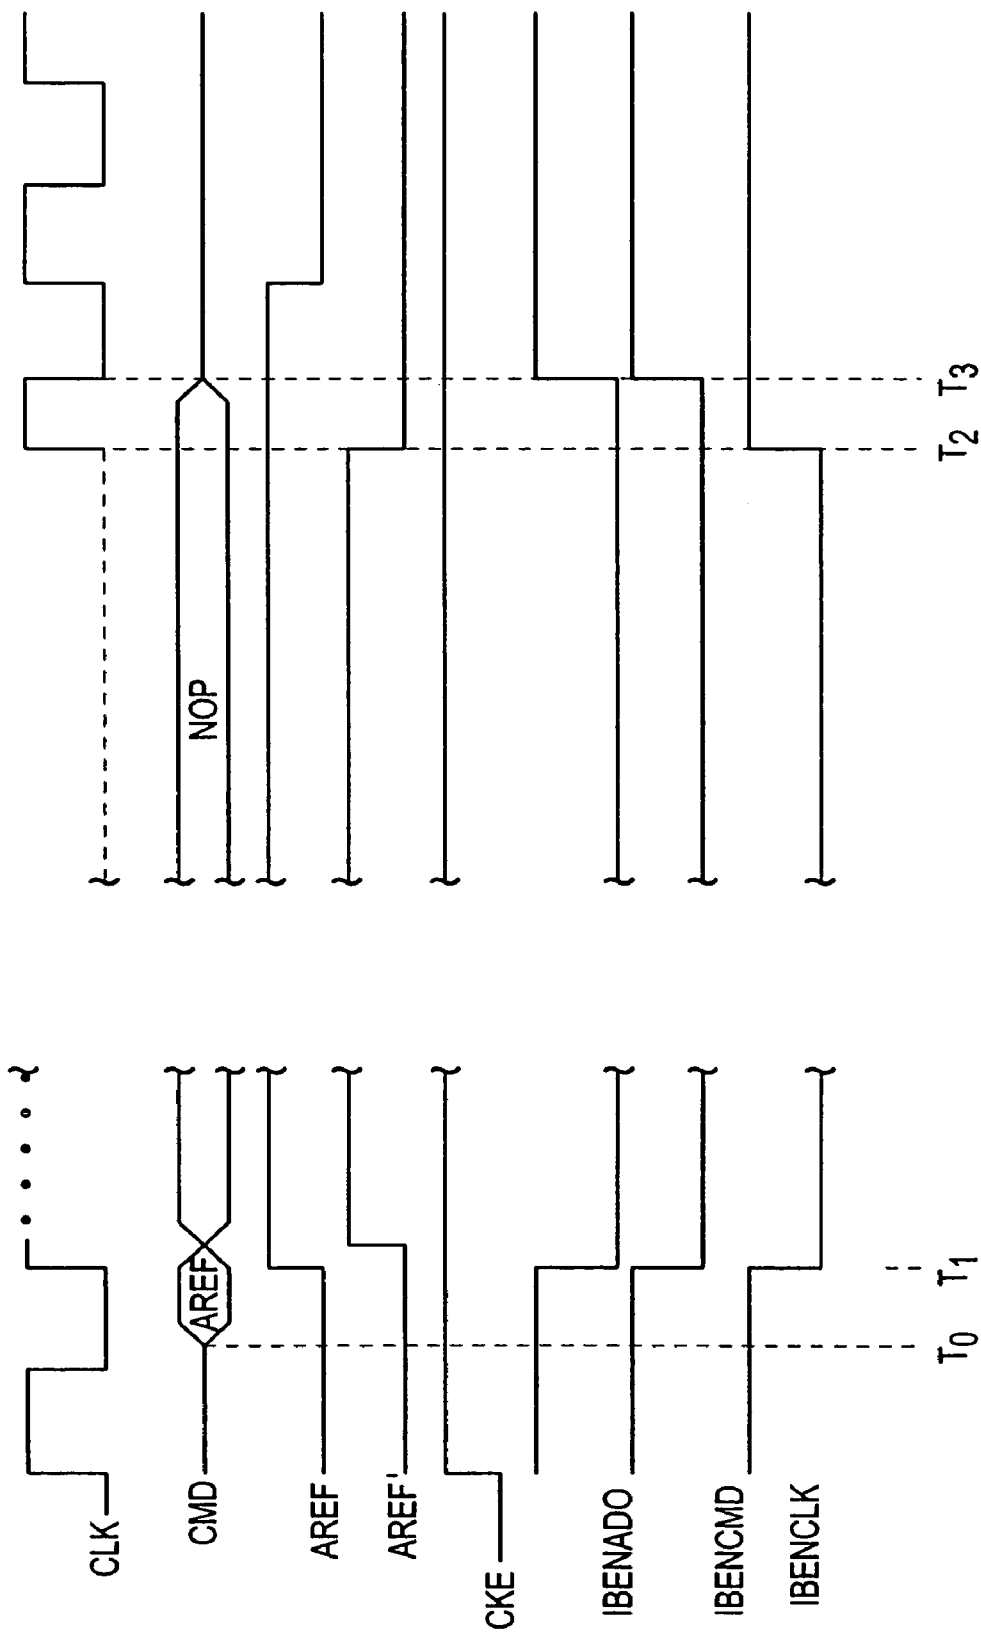 CLK
CMD
AREF
NOP
AREF
AREF'
CKE
IBENADO
IBENCMD
IBENCLK
T0
T1
T2
T3